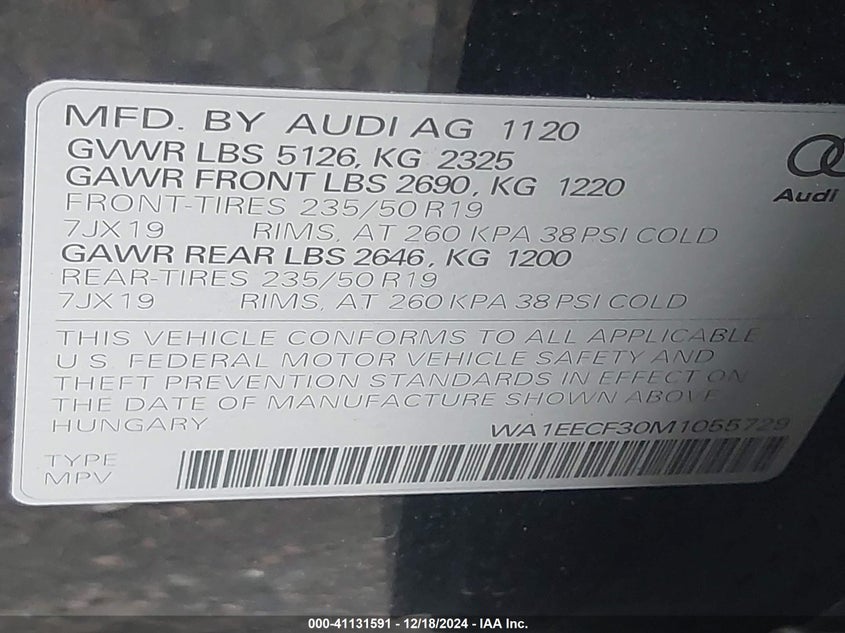 MFD. BY AUDI AG 1120
GVWR LBS 5126, KG 2325
GAWR FRONT LBS 2690, KG 1220
FRONT-TIRES 235/50 R19
7JX19 RIMS, AT 260 KPA 38 PSI COLD
GAWR REAR LBS 2646, KG 1200
REAR-TIRES 235/50 R19
7JX19 RIMS, AT 260 KPA 38 PSI COLD
Audi
THIS VEHICLE CONFORMS TO ALL APPLICABLE
U.S. FEDERAL MOTOR VEHICLE SAFETY AND
THEFT PREVENTION STANDARDS IN EFFECT ON
THE DATE OF MANUFACTURE SHOWN ABOVE
HUNGARY WA1EECF30M1055729
TYPE
MPV
000-41131591 - 12/18/2024 - IAA Inc.